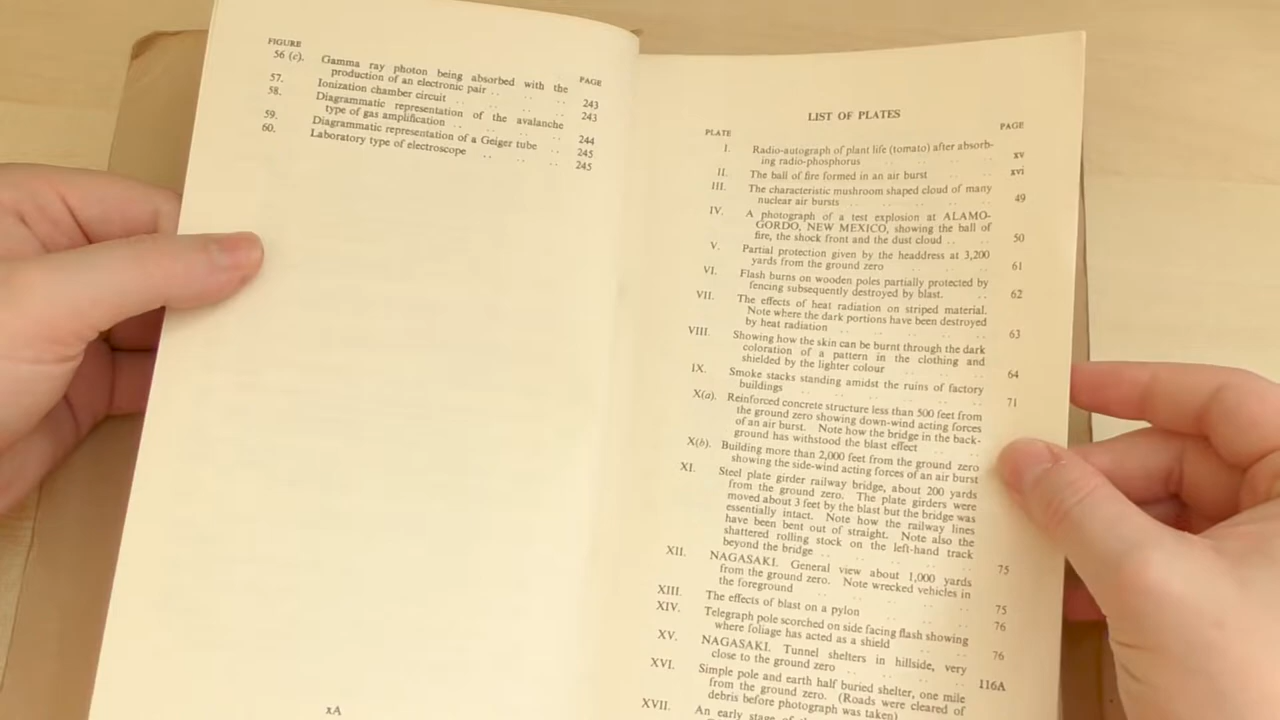 FIGURE
PAGE
56 (c). Gamma ray photon being absorbed with the
production of an electronic pair .. .. .. 243
57. Ionization chamber circuit .. .. .. .. 243
58. Diagrammatic representation of the avalanche
type of gas amplification .. .. .. .. 244
59. Diagrammatic representation of a Geiger tube .. 245
60. Laboratory type of electroscope .. .. .. 245
xA
LIST OF PLATES
PLATE PAGE
I. Radio-autograph of plant life (tomato) after absorb-
ing radio-phosphorus .. .. .. .. xv
II. The ball of fire formed in an air burst .. .. xvi
III. The characteristic mushroom shaped cloud of many
nuclear air bursts .. .. .. .. 49
IV. A photograph of a test explosion at ALAMO-
GORDO, NEW MEXICO, showing the ball of
fire, the shock front and the dust cloud .. .. 50
V. Partial protection given by the headdress at 3,200
yards from the ground zero .. .. .. 61
VI. Flash burns on wooden poles partially protected by
fencing subsequently destroyed by blast. .. 62
VII. The effects of heat radiation on striped material.
Note where the dark portions have been destroyed
by heat radiation .. .. .. .. 63
VIII. Showing how the skin can be burnt through the dark
coloration of a pattern in the clothing and
shielded by the lighter colour .. .. .. 64
IX. Smoke stacks standing amidst the ruins of factory
buildings .. .. .. .. .. 71
X(a). Reinforced concrete structure less than 500 feet from
the ground zero showing down-wind acting forces
of an air burst. Note how the bridge in the back-
ground has withstood the blast effect .. ..
X(b). Building more than 2,000 feet from the ground zero
showing the side-wind acting forces of an air burst
XI. Steel plate girder railway bridge, about 200 yards
from the ground zero. The plate girders were
moved about 3 feet by the blast but the bridge was
essentially intact. Note how the railway lines
have been bent out of straight. Note also the
shattered rolling stock on the left-hand track
beyond the bridge .. .. .. .. 75
XII. NAGASAKI. General view about 1,000 yards
from the ground zero. Note wrecked vehicles in
the foreground .. .. .. .. 75
XIII. The effects of blast on a pylon .. .. .. 76
XIV. Telegraph pole scorched on side facing flash showing
where foliage has acted as a shield .. .. 76
XV. NAGASAKI. Tunnel shelters in hillside, very
close to the ground zero .. .. .. 116A
XVI. Simple pole and earth half buried shelter, one mile
from the ground zero. (Roads were cleared of
debris before photograph was taken)
XVII. An early stage of